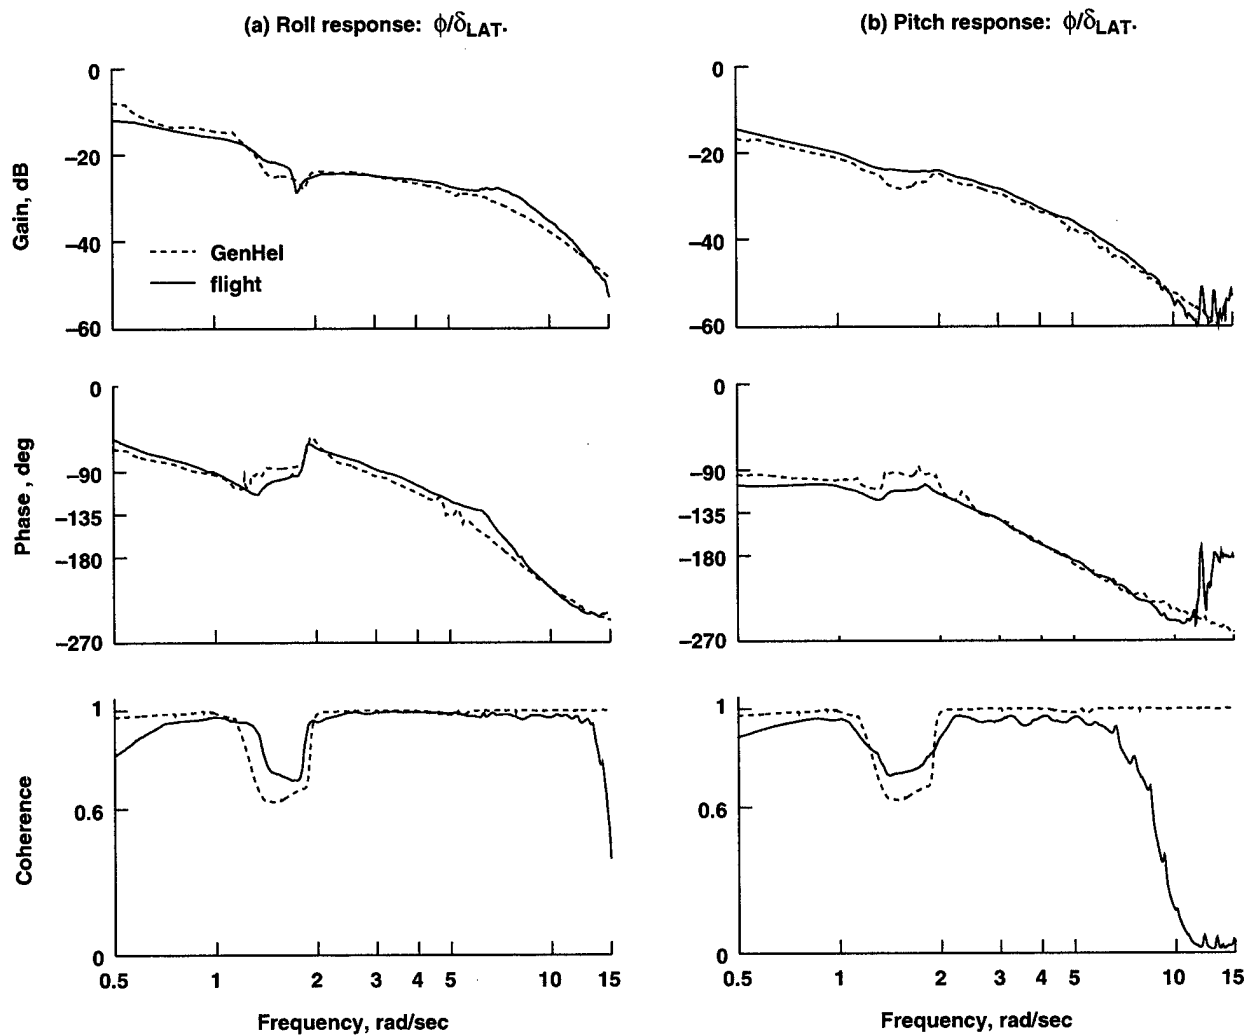 (a) Roll response: ϕ/δLAT.
(b) Pitch response: ϕ/δLAT.
Gain, dB
0
−20
−40
−60
GenHel
flight
0
−20
−40
−60
Phase , deg
0
−90
−135
−180
−270
0
−90
−135
−180
−270
Coherence
1
0.6
0
0.5 1 2 3 4 5 10 15
Frequency, rad/sec
1
0.6
0
0.5 1 2 3 4 5 10 15
Frequency, rad/sec